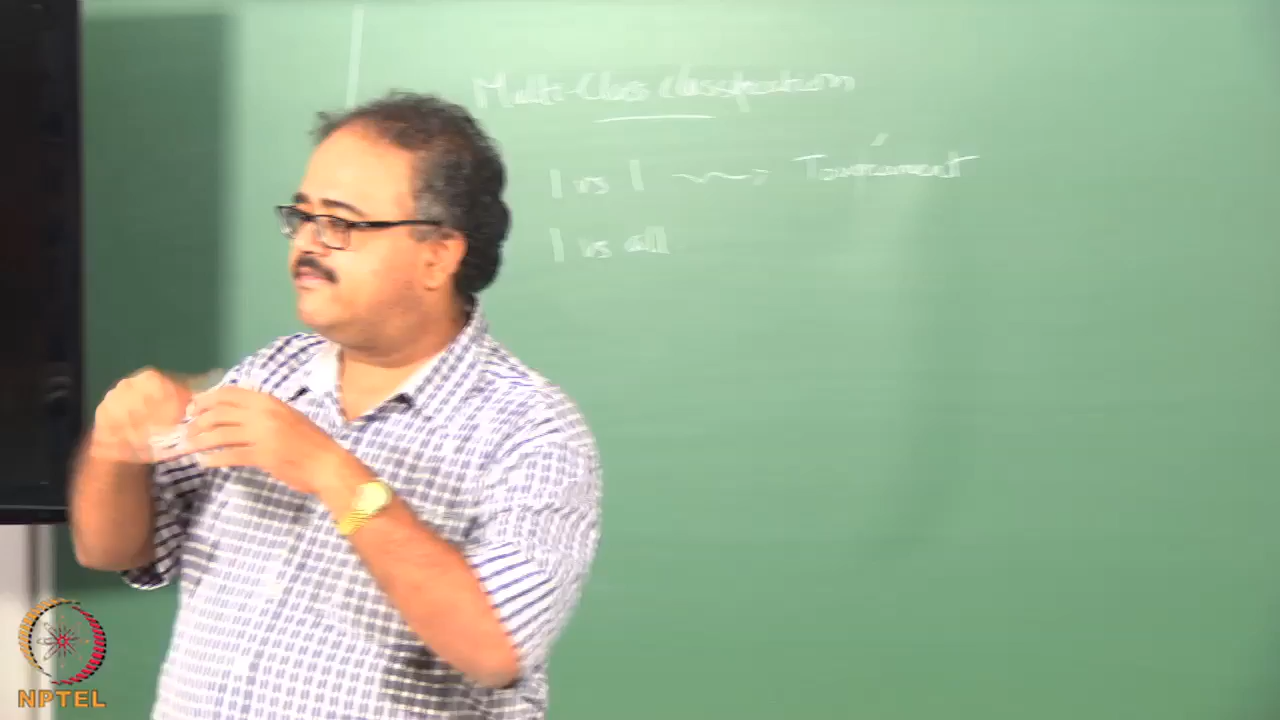 Multi-Class classification
1 vs 1 ⇝ Tournament
1 vs all
NPTEL